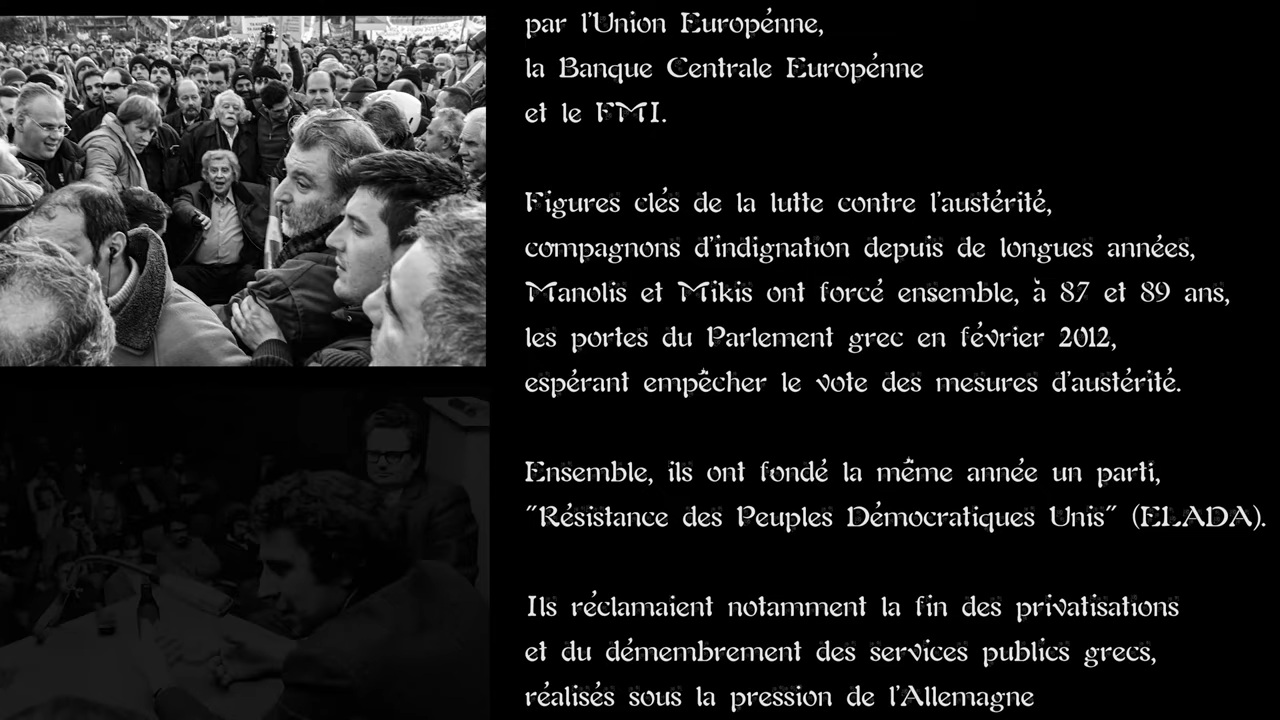 par l'Union Europénne,
la Banque Centrale Europénne
et le FMI.
Figures clés de la lutte contre l'austérité,
compagnons d'indignation depuis de longues années,
Manolis et Mikis ont forcé ensemble, à 87 et 89 ans,
les portes du Parlement grec en février 2012,
espérant empêcher le vote des mesures d'austérité.
Ensemble, ils ont fondé la même année un parti,
"Résistance des Peuples Démocratiques Unis" (ELADA).
Ils réclamaient notamment la fin des privatisations
et du démembrement des services publics grecs,
réalisés sous la pression de l'Allemagne